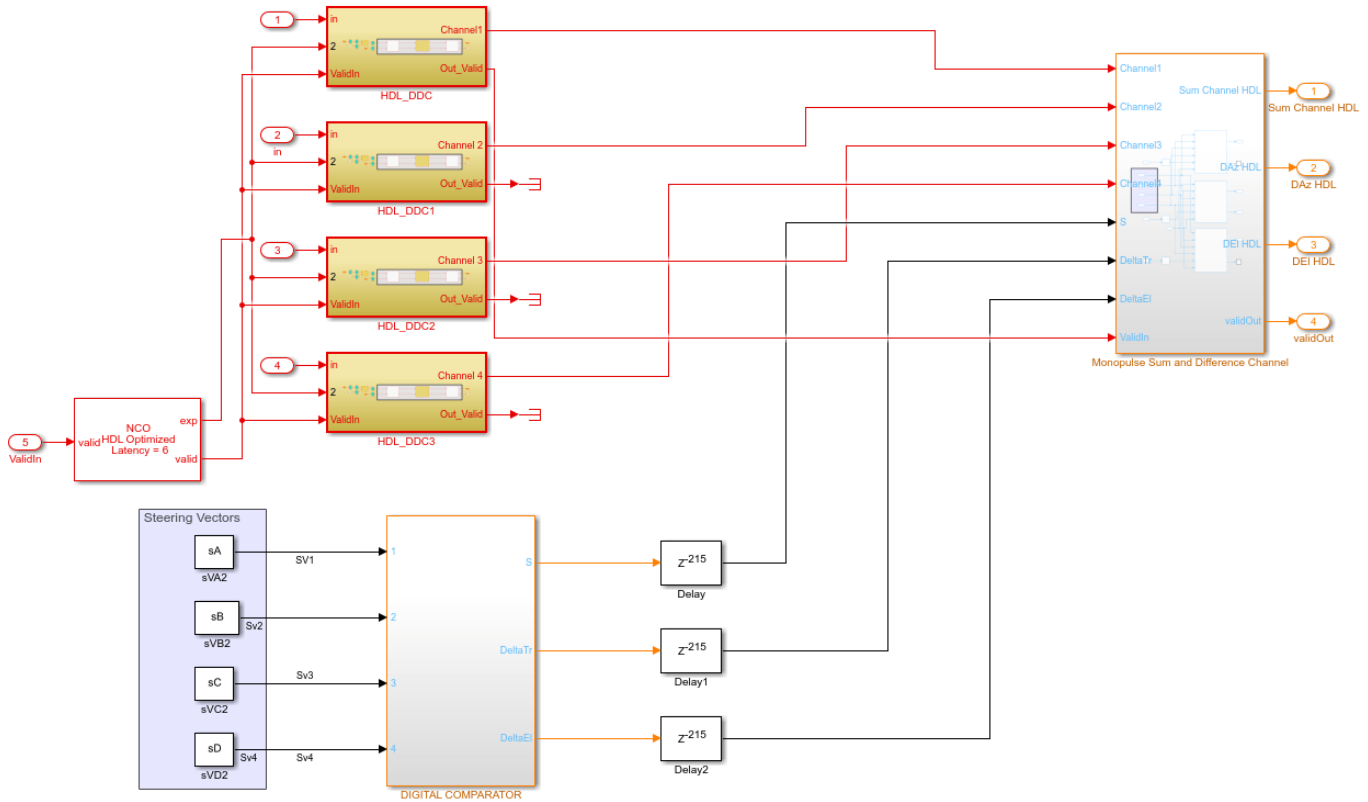 1
in
2
ValidIn
Channel1
Out_Valid
HDL_DDC
2
in
in
2
ValidIn
Channel 2
Out_Valid
HDL_DDC1
3
in
2
ValidIn
Channel 3
Out_Valid
HDL_DDC2
4
in
2
ValidIn
Channel 4
Out_Valid
HDL_DDC3
5
ValidIn
valid
NCO
HDL Optimized
Latency = 6
exp
valid
Channel1
Channel2
Channel3
Channel4
S
DeltaTr
DeltaEl
ValidIn
Sum Channel HDL
DAz HDL
DEl HDL
validOut
Monopulse Sum and Difference Channel
1
Sum Channel HDL
2
DAz HDL
3
DEl HDL
4
validOut
Steering Vectors
sA
sVA2
SV1
sB
sVB2
Sv2
sC
sVC2
Sv3
sD
sVD2
Sv4
Sv4
1
2
3
4
S
DeltaTr
DeltaEl
DIGITAL COMPARATOR
Z-215
Delay
Z-215
Delay1
Z-215
Delay2